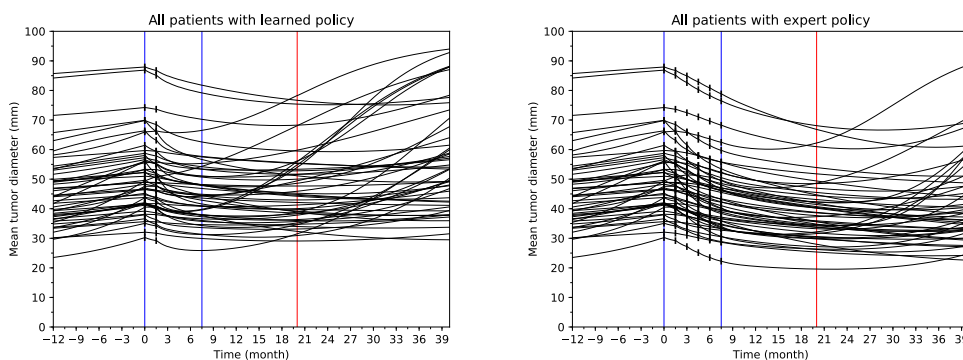 All patients with learned policy
100
90
80
70
60
50
40
30
20
10
0
Mean tumor diameter (mm)
−12 −9 −6 −3 0 3 6 9 12 15 18 21 24 27 30 33 36 39
Time (month)
All patients with expert policy
100
90
80
70
60
50
40
30
20
10
0
Mean tumor diameter (mm)
−12 −9 −6 −3 0 3 6 9 12 15 18 21 24 27 30 33 36 39
Time (month)